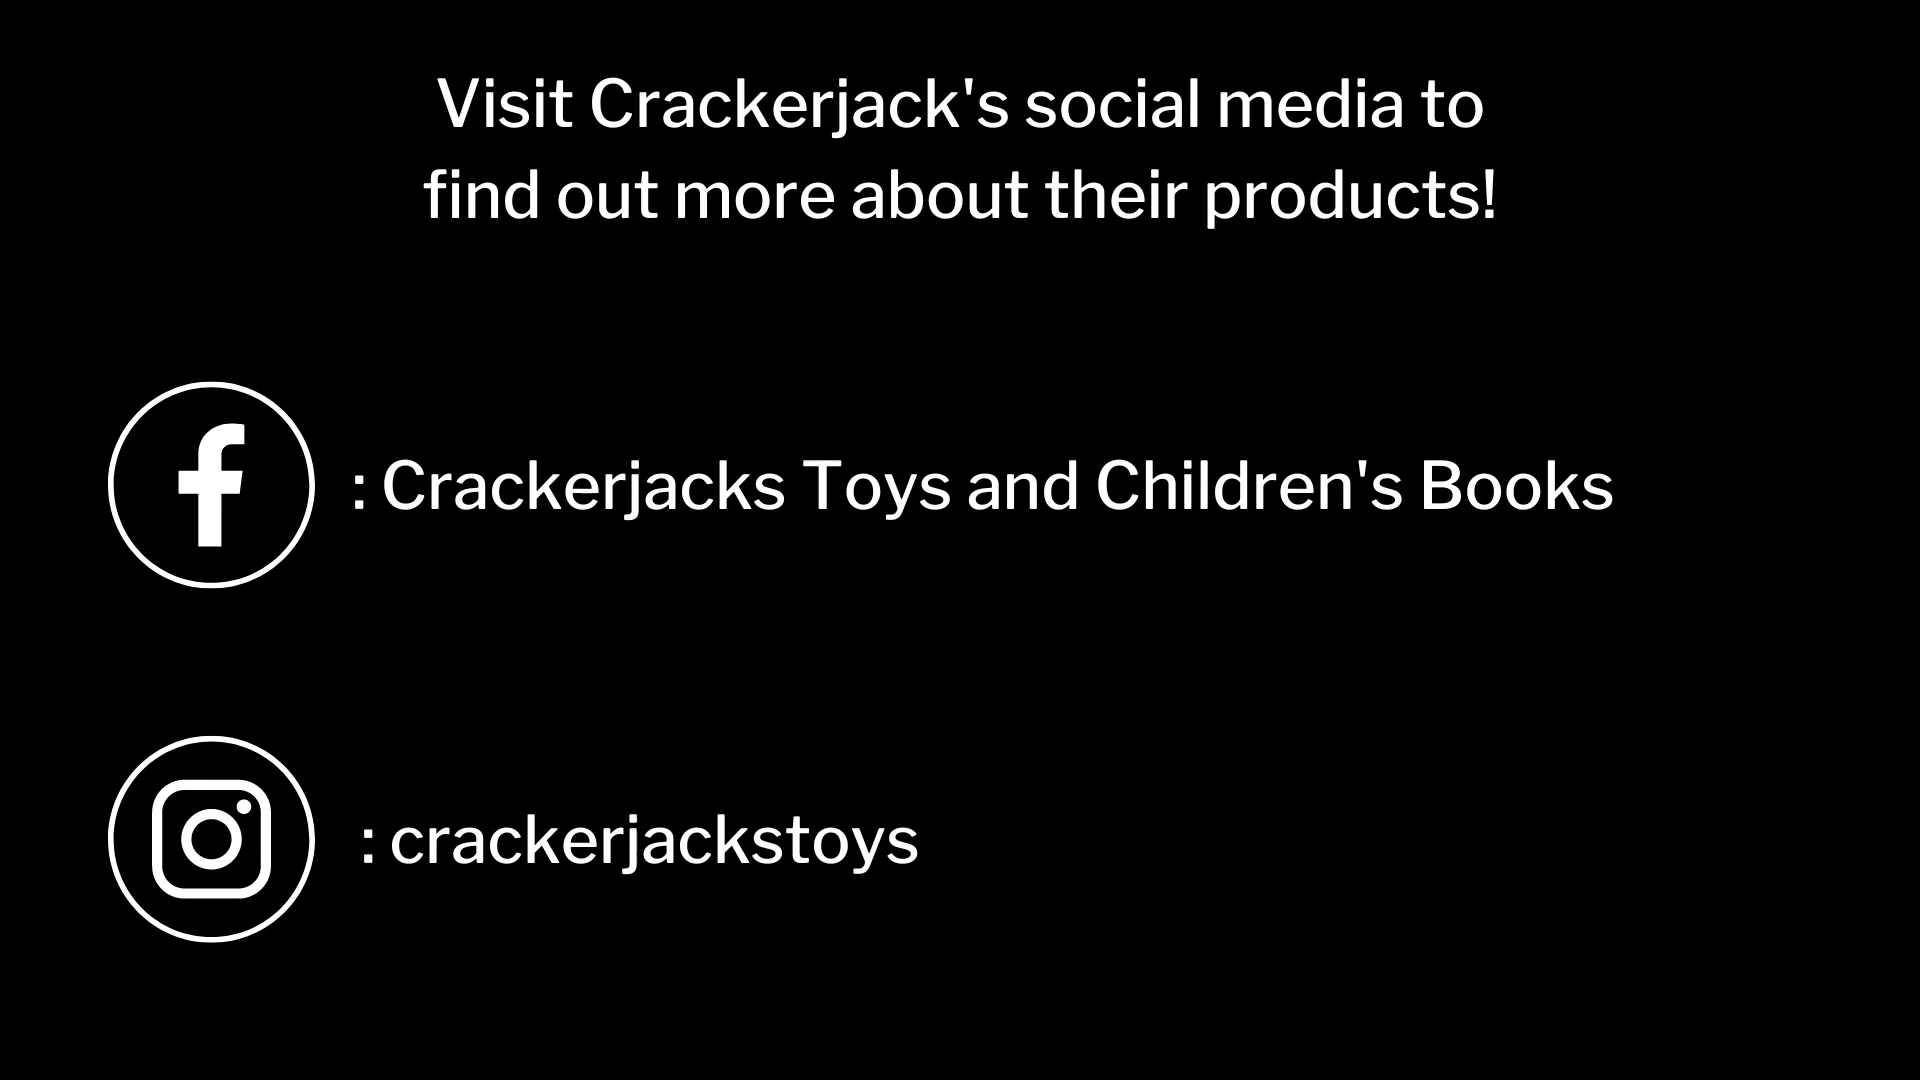 Visit Crackerjack's social media to
find out more about their products!
: Crackerjacks Toys and Children's Books
: crackerjackstoys